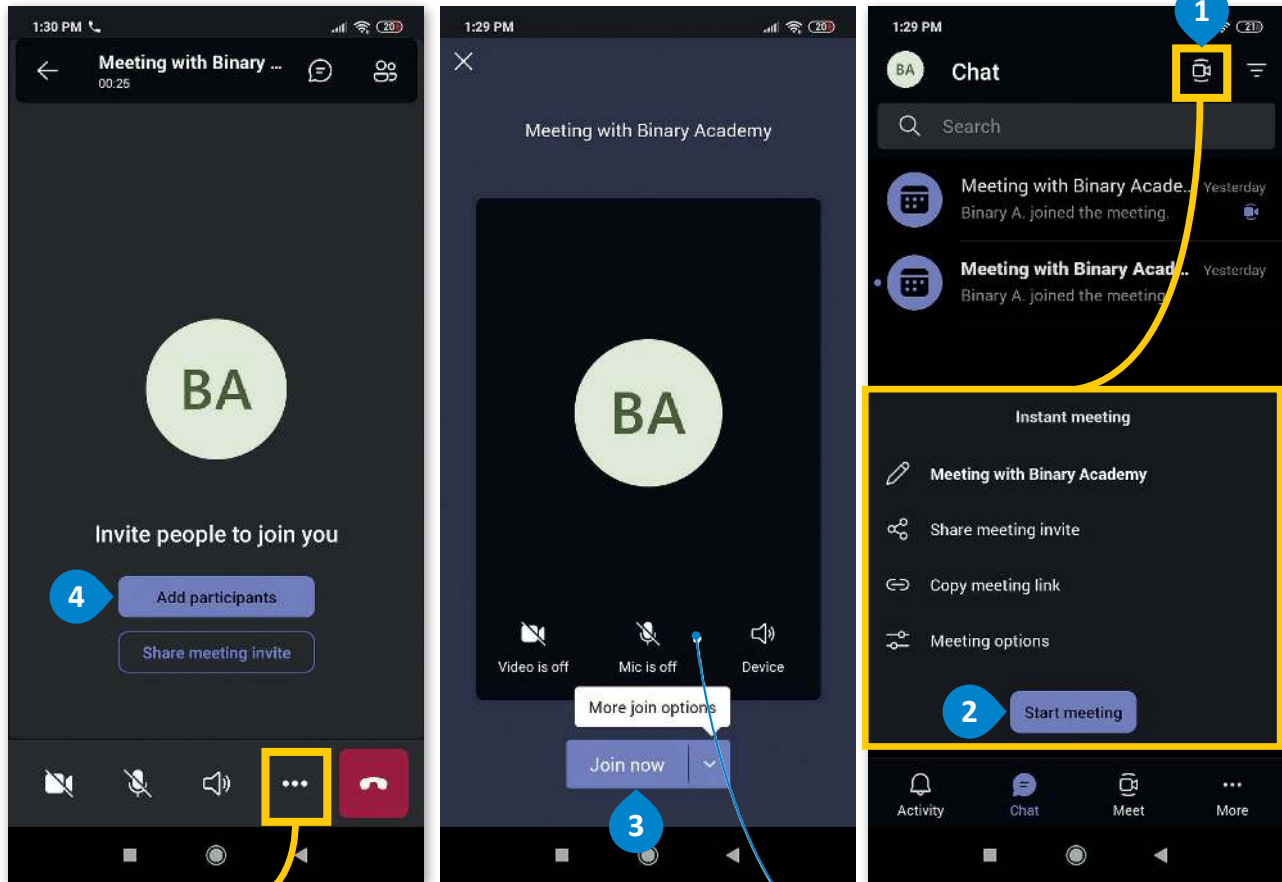 1:30 PM
20
Meeting with Binary ...
00:25
BA
Invite people to join you
4
Add participants
Share meeting invite
1:29 PM
20
Meeting with Binary Academy
BA
Video is off
Mic is off
Device
More join options
Join now
3
1
1:29 PM
21
BA
Chat
Search
Meeting with Binary Acade.. Yesterday
Binary A. joined the meeting.
Meeting with Binary Acad... Yesterday
Binary A. joined the meeting
Instant meeting
Meeting with Binary Academy
Share meeting invite
Copy meeting link
Meeting options
2
Start meeting
Activity
Chat
Meet
More